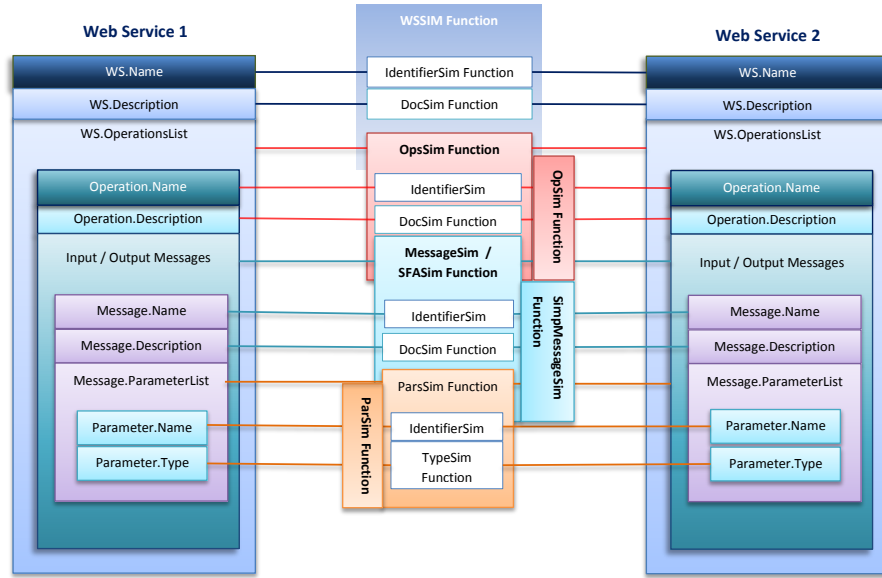 WSSIM Function
Web Service 1
Web Service 2
WS.Name
IdentifierSim Function
WS.Name
WS.Description
DocSim Function
WS.Description
WS.OperationsList
WS.OperationsList
OpsSim Function
OpSim Function
Operation.Name
IdentifierSim
Operation.Name
Operation.Description
DocSim Function
Operation.Description
Input / Output Messages
MessageSim /
SFASim Function
Input / Output Messages
SimpMessageSim
Function
Message.Name
IdentifierSim
Message.Name
Message.Description
DocSim Function
Message.Description
Message.ParameterList
ParsSim Function
Message.ParameterList
ParSim Function
Parameter.Name
IdentifierSim
Parameter.Name
Parameter.Type
TypeSim
Function
Parameter.Type